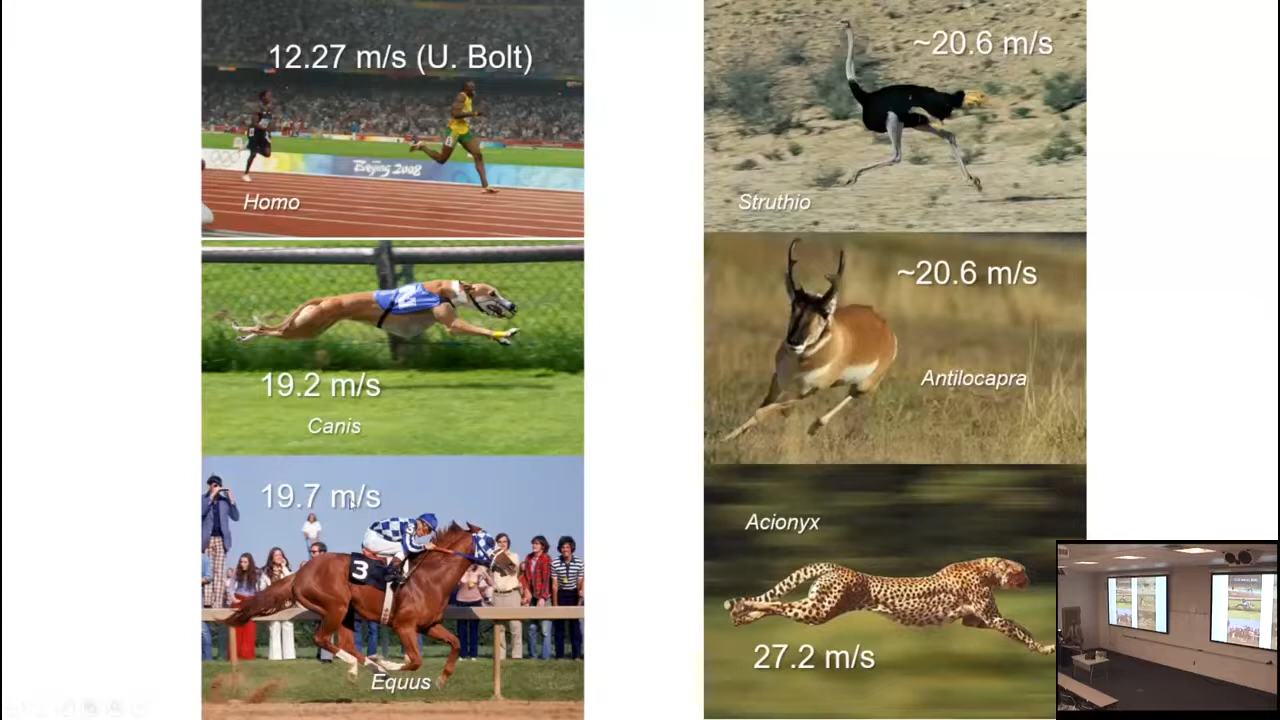 12.27 m/s (U. Bolt)
Beijing 2008
Homo
19.2 m/s
Canis
19.7 m/s
3
Equus
~20.6 m/s
Struthio
~20.6 m/s
Antilocapra
Acionyx
27.2 m/s